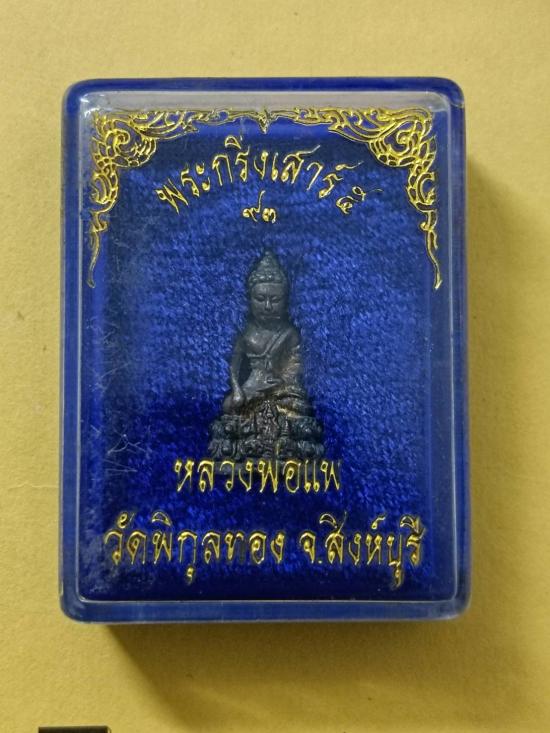 พระกริ่งเสาร์ ๕
๙๓
หลวงพ่อแพ
วัดพิกุลทอง จ.สิงห์บุรี